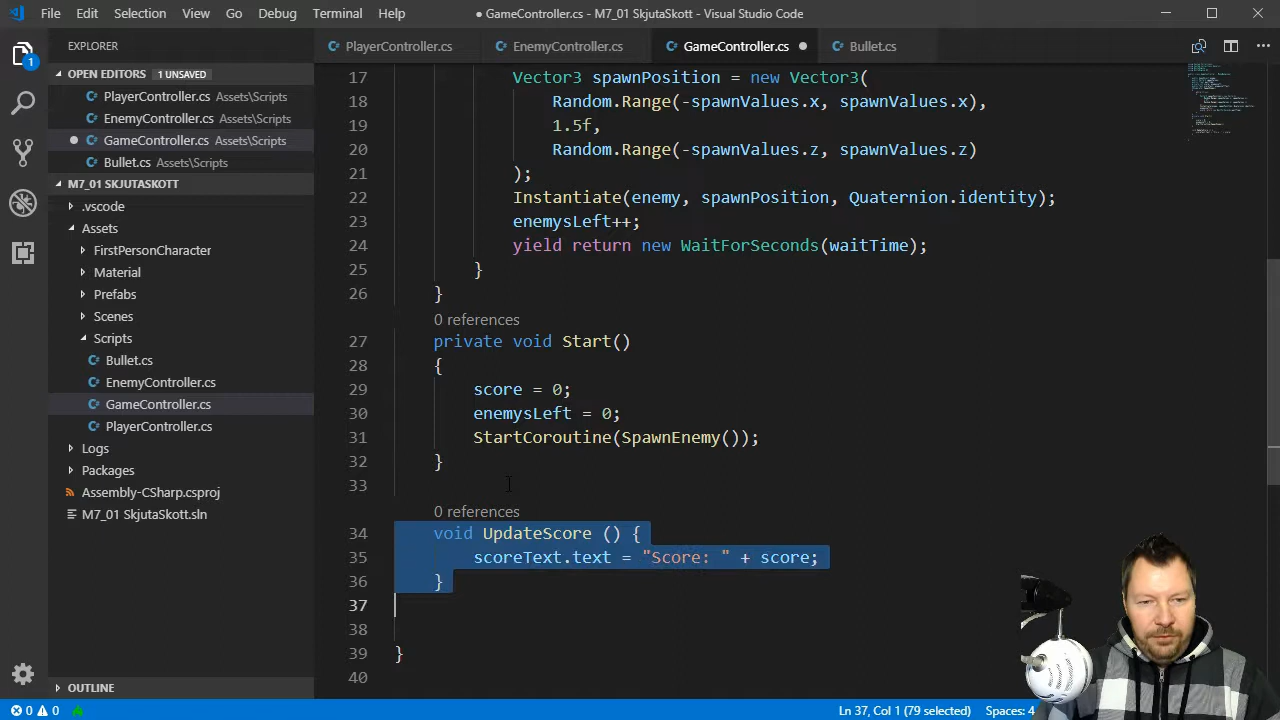 File Edit Selection View Go Debug Terminal Help
● GameController.cs - M7_01 SkjutaSkott - Visual Studio Code
EXPLORER
OPEN EDITORS 1 UNSAVED
PlayerController.cs Assets\Scripts
EnemyController.cs Assets\Scripts
GameController.cs Assets\Scripts
Bullet.cs Assets\Scripts
M7_01 SKJUTASKOTT
.vscode
Assets
FirstPersonCharacter
Material
Prefabs
Scenes
Scripts
Bullet.cs
EnemyController.cs
GameController.cs
PlayerController.cs
Logs
Packages
Assembly-CSharp.csproj
M7_01 SkjutaSkott.sln
OUTLINE
1
PlayerController.cs EnemyController.cs GameController.cs Bullet.cs
17 Vector3 spawnPosition = new Vector3(
18 Random.Range(-spawnValues.x, spawnValues.x),
19 1.5f,
20 Random.Range(-spawnValues.z, spawnValues.z)
21 );
22 Instantiate(enemy, spawnPosition, Quaternion.identity);
23 enemysLeft++;
24 yield return new WaitForSeconds(waitTime);
25 }
26 }
0 references
27 private void Start()
28 {
29 score = 0;
30 enemysLeft = 0;
31 StartCoroutine(SpawnEnemy());
32 }
33
0 references
34 void UpdateScore () {
35 scoreText.text = "Score: " + score;
36 }
37
38
39 }
40
0 0 Ln 37, Col 1 (79 selected) Spaces: 4